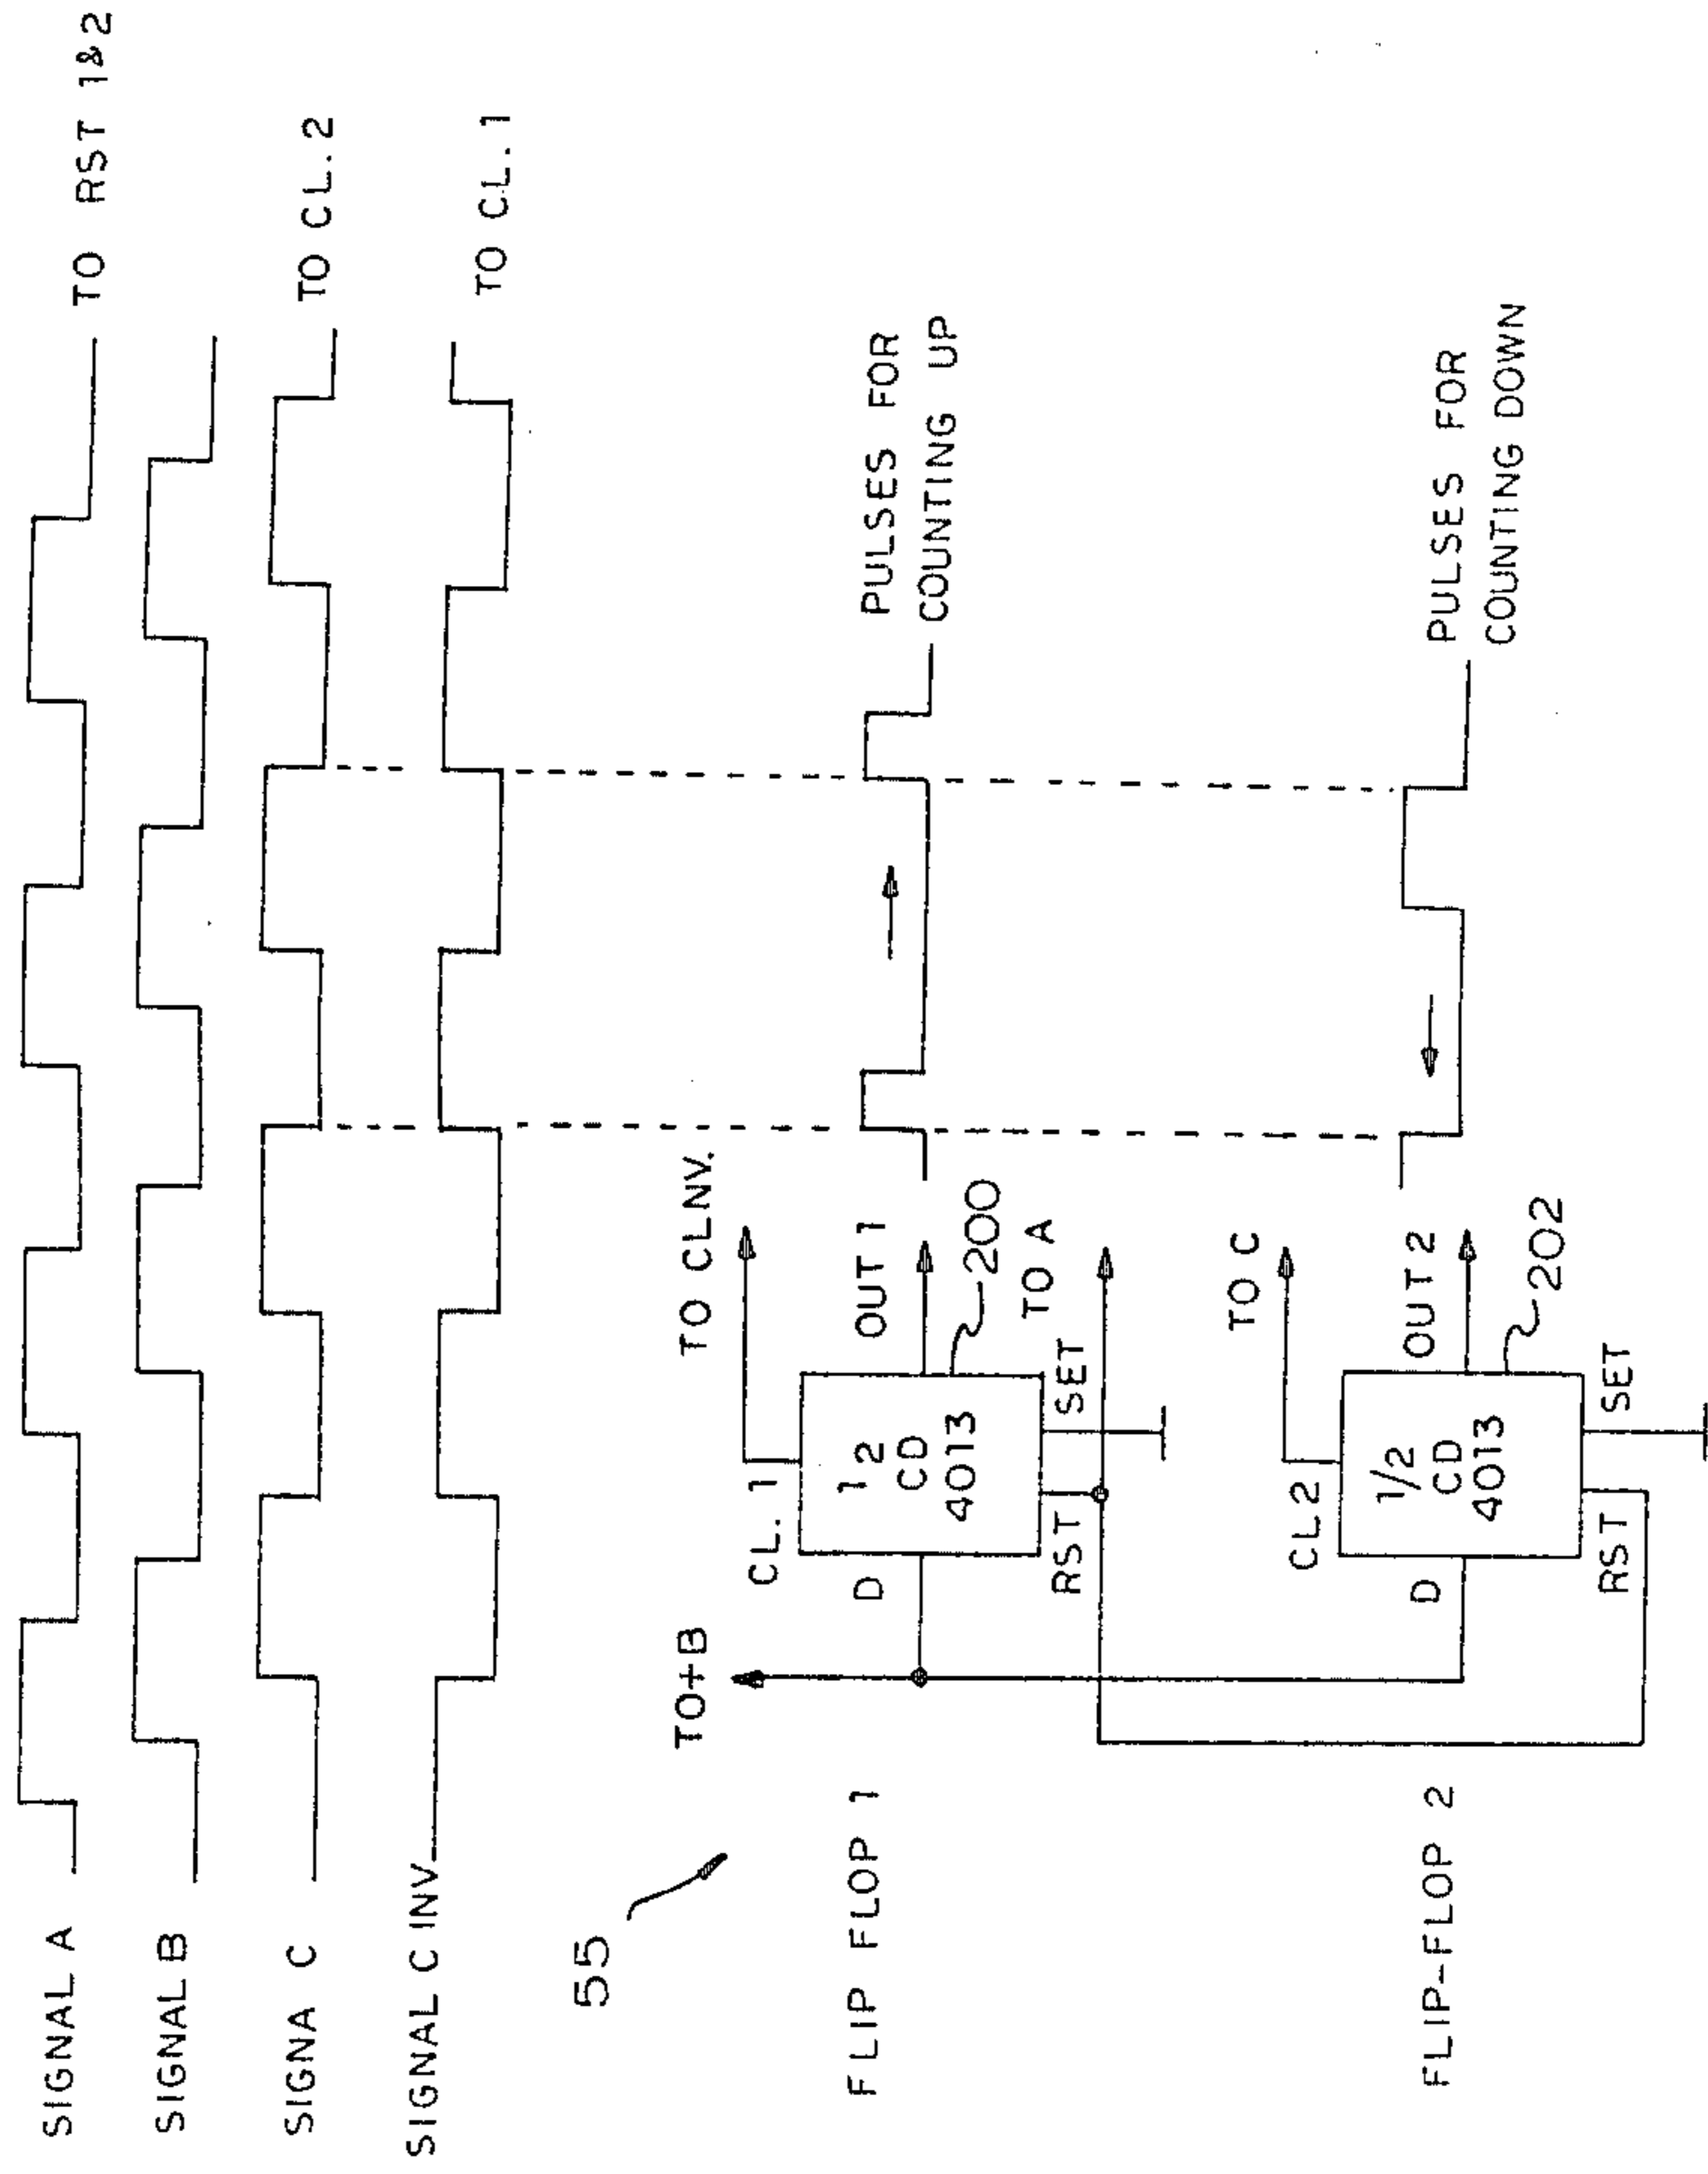 SIGNAL A
TO RST 1&2
SIGNAL B
SIGNA C
TO CL.2
SIGNAL C INV
TO CL.1
55
TO+B
TO CLNV.
FLIP FLOP 1
D
CL. 1
1 2
CD
4013
OUT 1
200
RST
SET
TO A
PULSES FOR
COUNTING UP
FLIP-FLOP 2
D
CL2
1/2
CD
4013
TO C
OUT 2
202
RST
SET
PULSES FOR
COUNTING DOWN